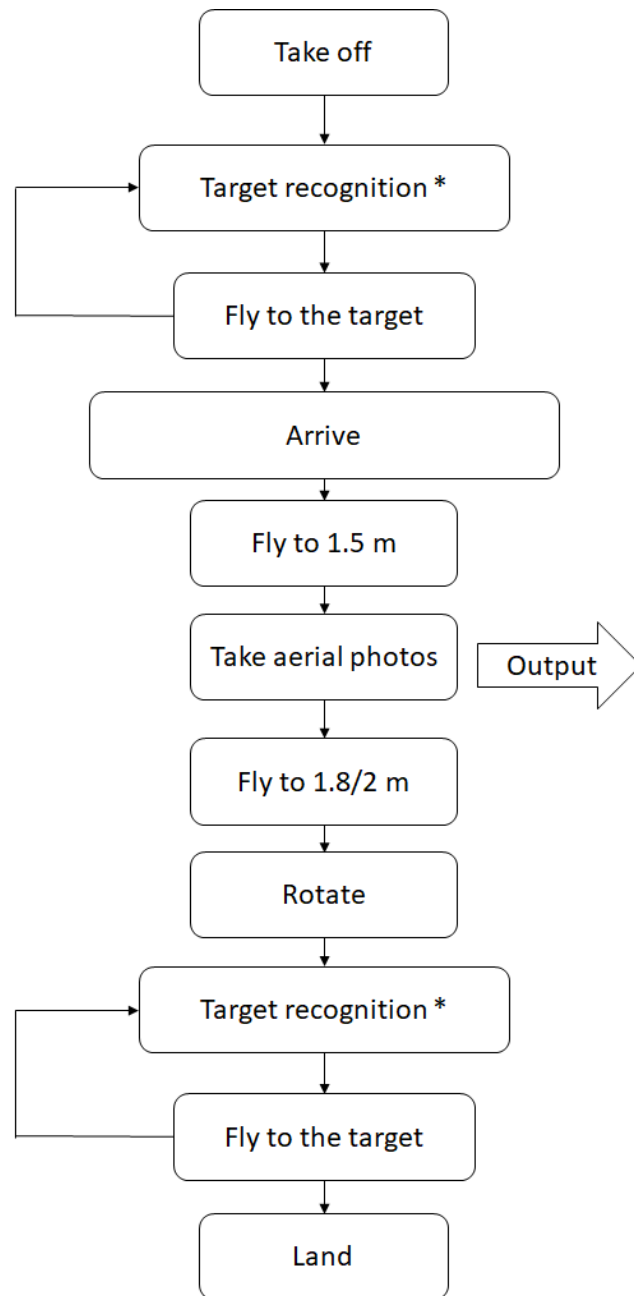 Take off
Target recognition *
Fly to the target
Arrive
Fly to 1.5 m
Take aerial photos
Output
Fly to 1.8/2 m
Rotate
Target recognition *
Fly to the target
Land